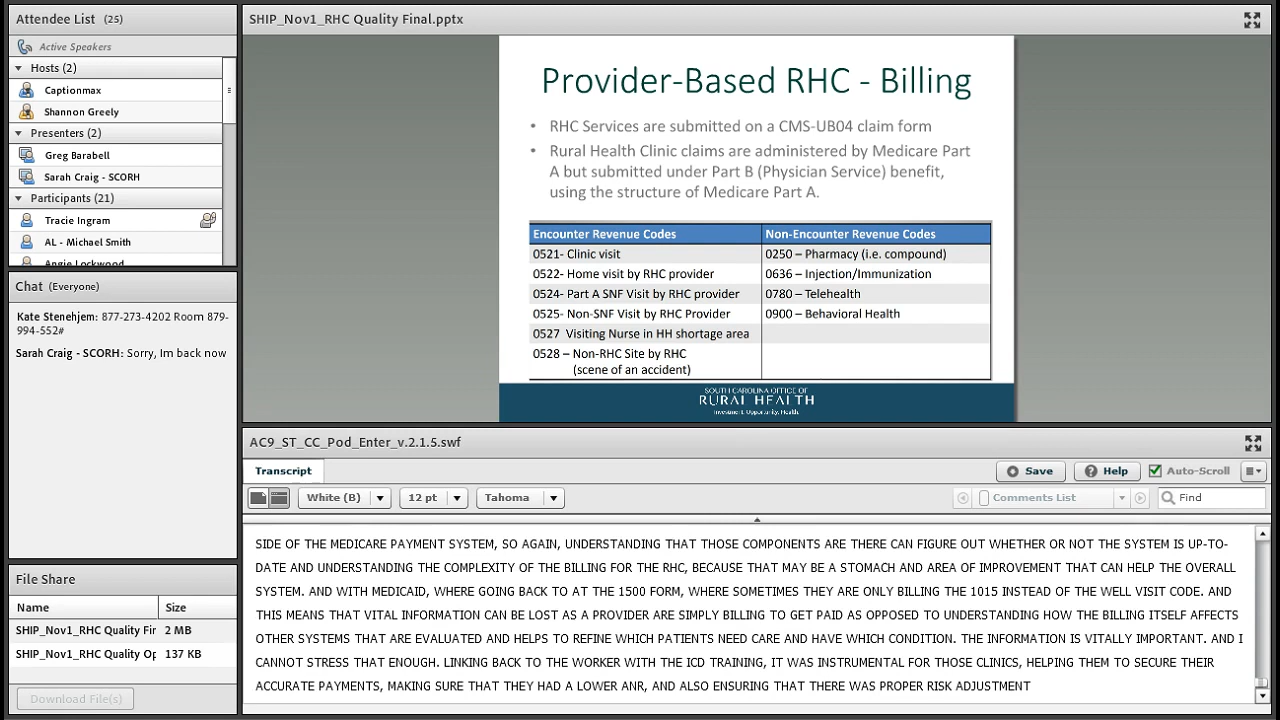 Attendee List (25)
Active Speakers
Hosts (2)
Captionmax
Shannon Greely
Presenters (2)
Greg Barabell
Sarah Craig - SCORH
Participants (21)
Tracie Ingram
AL - Michael Smith
Angie Lockwood
Chat (Everyone)
Kate Stenehjem: 877-273-4202 Room 879-
994-552#
Sarah Craig - SCORH: Sorry, Im back now
File Share
Name Size
SHIP_Nov1_RHC Quality Fir 2 MB
SHIP_Nov1_RHC Quality Op 137 KB
Download File(s)
SHIP_Nov1_RHC Quality Final.pptx
Provider-Based RHC - Billing
• RHC Services are submitted on a CMS-UB04 claim form
• Rural Health Clinic claims are administered by Medicare Part
A but submitted under Part B (Physician Service) benefit,
using the structure of Medicare Part A.
Encounter Revenue Codes Non-Encounter Revenue Codes
0521- Clinic visit 0250 – Pharmacy (i.e. compound)
0522- Home visit by RHC provider 0636 – Injection/Immunization
0524- Part A SNF Visit by RHC provider 0780 – Telehealth
0525- Non-SNF Visit by RHC Provider 0900 – Behavioral Health
0527 Visiting Nurse in HH shortage area
0528 – Non-RHC Site by RHC
(scene of an accident)
SOUTH CAROLINA OFFICE OF
RURAL HEALTH
Investment. Opportunity. Health.
AC9_ST_CC_Pod_Enter_v.2.1.5.swf
Transcript Save Help Auto-Scroll
White (B) 12 pt Tahoma Comments List Find
SIDE OF THE MEDICARE PAYMENT SYSTEM, SO AGAIN, UNDERSTANDING THAT THOSE COMPONENTS ARE THERE CAN FIGURE OUT WHETHER OR NOT THE SYSTEM IS UP-TO-
DATE AND UNDERSTANDING THE COMPLEXITY OF THE BILLING FOR THE RHC, BECAUSE THAT MAY BE A STOMACH AND AREA OF IMPROVEMENT THAT CAN HELP THE OVERALL
SYSTEM. AND WITH MEDICAID, WHERE GOING BACK TO AT THE 1500 FORM, WHERE SOMETIMES THEY ARE ONLY BILLING THE 1015 INSTEAD OF THE WELL VISIT CODE. AND
THIS MEANS THAT VITAL INFORMATION CAN BE LOST AS A PROVIDER ARE SIMPLY BILLING TO GET PAID AS OPPOSED TO UNDERSTANDING HOW THE BILLING ITSELF AFFECTS
OTHER SYSTEMS THAT ARE EVALUATED AND HELPS TO REFINE WHICH PATIENTS NEED CARE AND HAVE WHICH CONDITION. THE INFORMATION IS VITALLY IMPORTANT. AND I
CANNOT STRESS THAT ENOUGH. LINKING BACK TO THE WORKER WITH THE ICD TRAINING, IT WAS INSTRUMENTAL FOR THOSE CLINICS, HELPING THEM TO SECURE THEIR
ACCURATE PAYMENTS, MAKING SURE THAT THEY HAD A LOWER ANR, AND ALSO ENSURING THAT THERE WAS PROPER RISK ADJUSTMENT